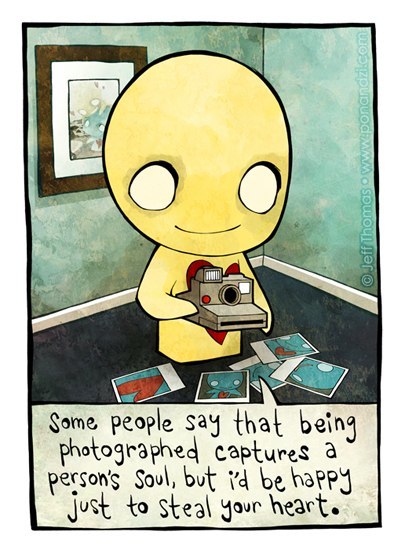 © Jeff Thomas • www.ponandzi.com
Some people say that being
photographed captures a
person's soul, but i'd be happy
just to steal your heart.